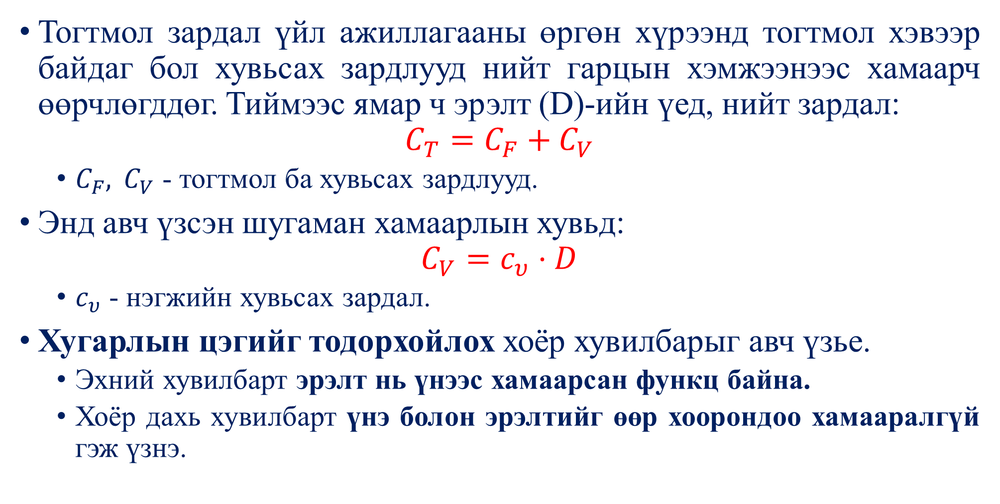 • Тогтмол зардал үйл ажиллагааны өргөн хүрээнд тогтмол хэвээр
байдаг бол хувьсах зардлууд нийт гарцын хэмжээнээс хамаарч
өөрчлөгддөг. Тиймээс ямар ч эрэлт (D)-ийн үед, нийт зардал:
C_T = C_F + C_V
• C_F, C_V - тогтмол ба хувьсах зардлууд.
• Энд авч үзсэн шугаман хамаарлын хувьд:
C_V = c_υ · D
• c_υ - нэгжийн хувьсах зардал.
• Хугарлын цэгийг тодорхойлох хоёр хувилбарыг авч үзье.
• Эхний хувилбарт эрэлт нь үнээс хамаарсан функц байна.
• Хоёр дахь хувилбарт үнэ болон эрэлтийг өөр хоорондоо хамааралгүй
гэж үзнэ.